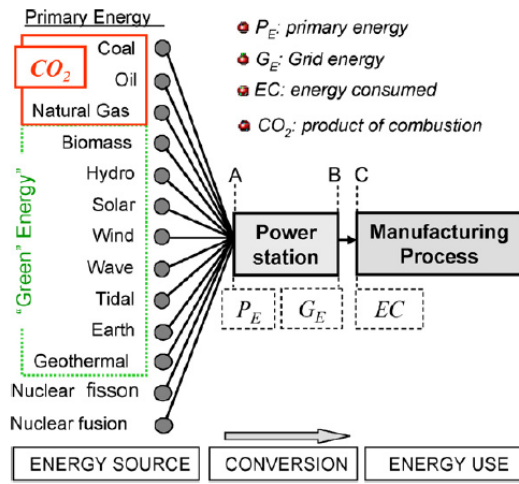 Primary Energy
Coal
CO2
Oil
Natural Gas
Biomass
Hydro
Solar
Wind
Wave
Tidal
Earth
Geothermal
Nuclear fisson
Nuclear fusion
"Green" Energy"
PE: primary energy
GE: Grid energy
EC: energy consumed
CO2: product of combustion
A B C
Power station
Manufacturing Process
PE GE EC
ENERGY SOURCE CONVERSION ENERGY USE